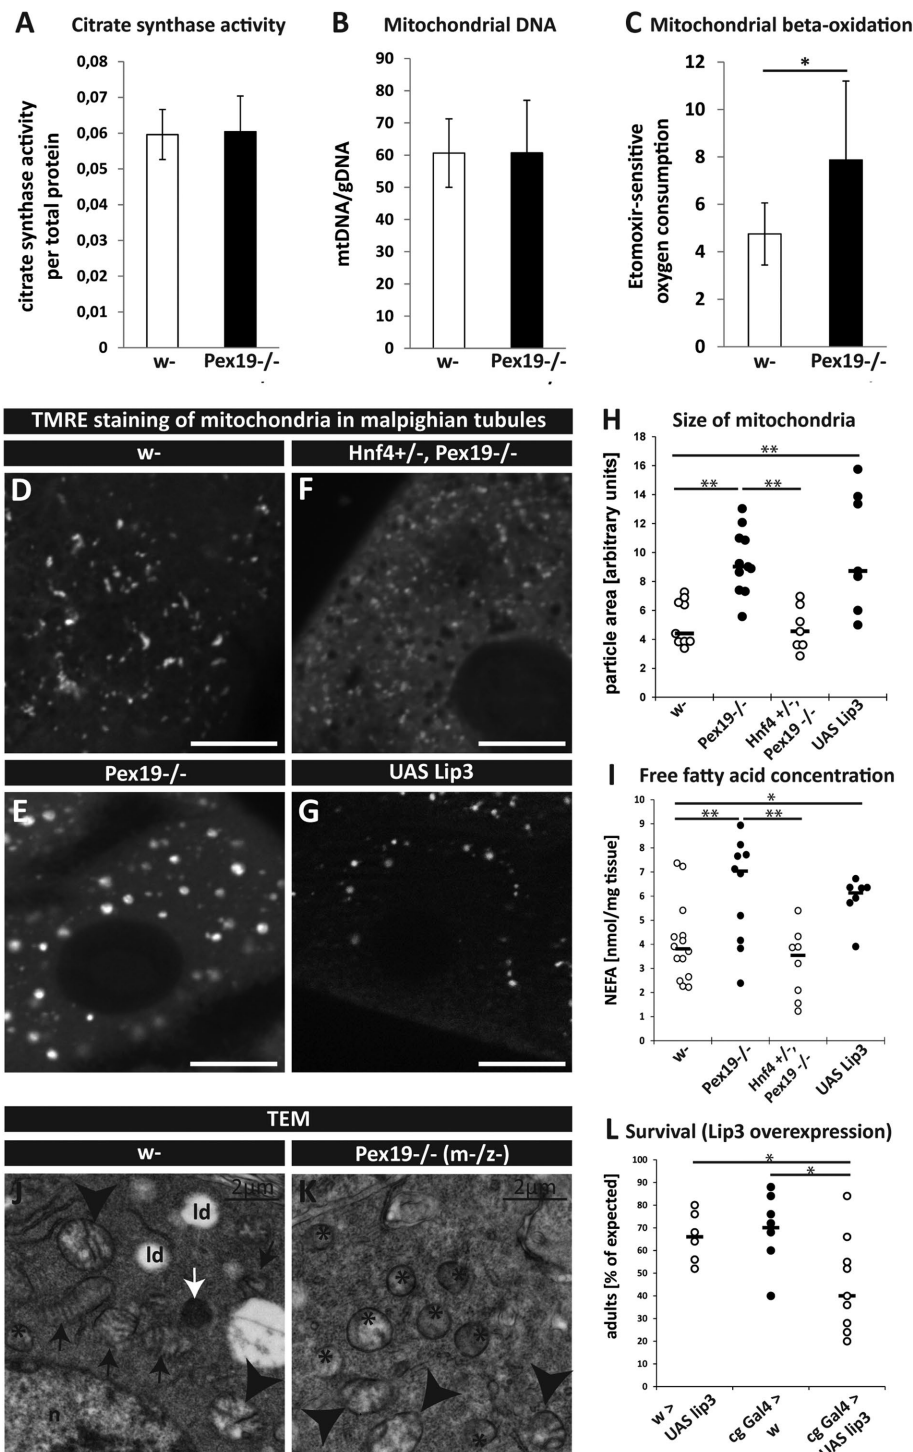 A Citrate synthase activity
citrate synthase activity
per total protein
0,08
0,07
0,06
0,05
0,04
0,03
0,02
0,01
0
w- Pex19-/-
B Mitochondrial DNA
mtDNA/gDNA
90
80
70
60
50
40
30
20
10
0
w- Pex19-/-
C Mitochondrial beta-oxidation
Etomoxir-sensitive
oxygen consumption
12
10
8
6
4
2
0
*
w- Pex19-/-
TMRE staining of mitochondria in malpighian tubules
w-
D
Hnf4+/-, Pex19-/-
F
Pex19-/-
E
UAS Lip3
G
H Size of mitochondria
particle area [arbitrary units]
18
16
14
12
10
8
6
4
2
0
**
** **
w-
Pex19-/-
Hnf4 +/-,
Pex19 -/-
UAS Lip3
I Free fatty acid concentration
NEFA [nmol/mg tissue]
10
9
8
7
6
5
4
3
2
1
0
*
** **
w-
Pex19-/-
Hnf4 +/-,
Pex19 -/-
UAS Lip3
TEM
w-
J
2µm
ld
ld
*
n
Pex19-/- (m-/z-)
K
2µm
* * * * * * * *
L Survival (Lip3 overexpression)
adults [% of expected]
100
90
80
70
60
50
40
30
20
10
0
*
*
w >
UAS lip3
cg Gal4 >
w
cg Gal4 >
UAS lip3